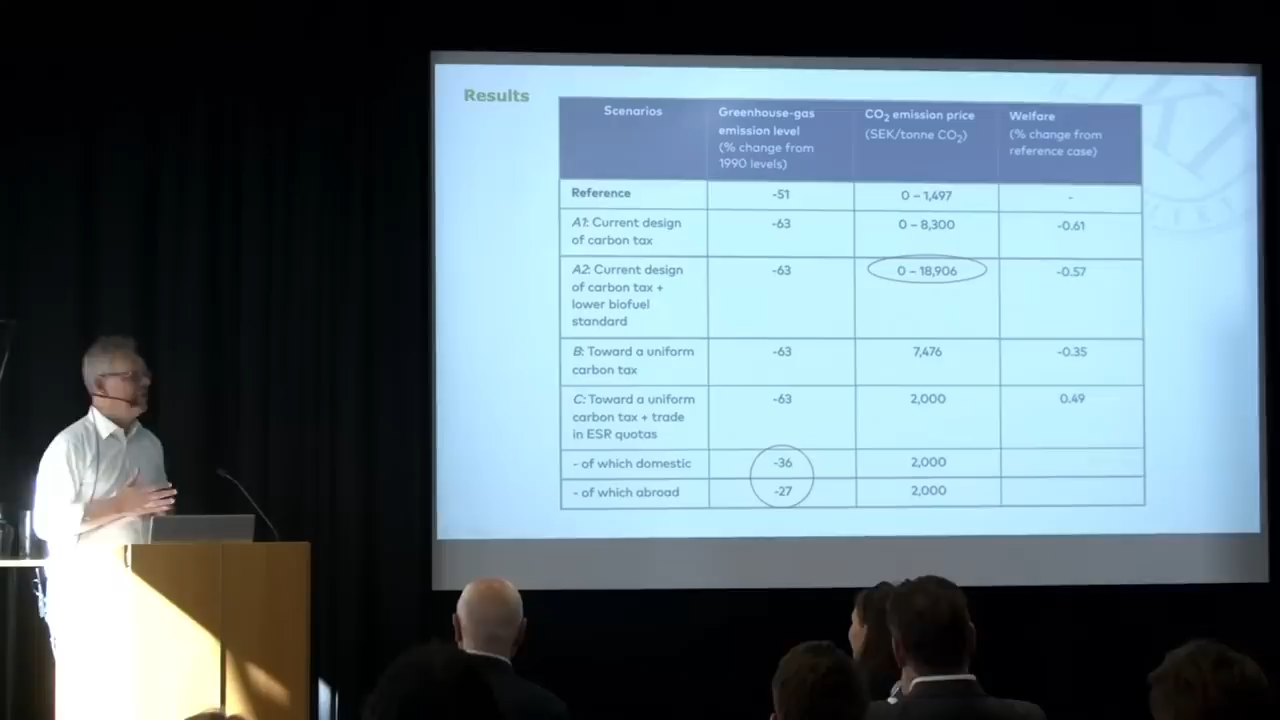 Results
Scenarios
Greenhouse-gas
emission level
(% change from
1990 levels)
CO2 emission price
(SEK/tonne CO2)
Welfare
(% change from
reference case)
Reference
-51
0 – 1,497
-
A1: Current design
of carbon tax
-63
0 – 8,300
-0.61
A2: Current design
of carbon tax +
lower biofuel
standard
-63
0 – 18,906
-0.57
B: Toward a uniform
carbon tax
-63
7,476
-0.35
C: Toward a uniform
carbon tax + trade
in ESR quotas
-63
2,000
0.49
- of which domestic
-36
2,000
- of which abroad
-27
2,000